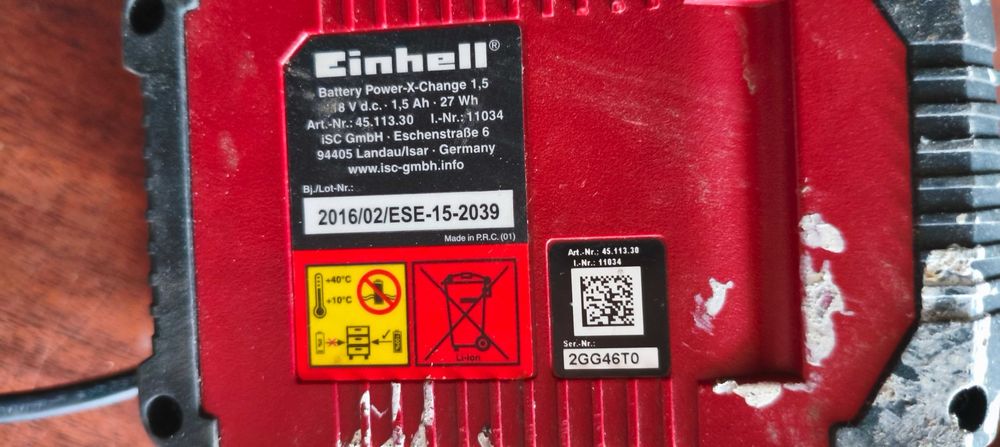 Einhell®
Battery Power-X-Change 1,5
18 V d.c. · 1,5 Ah · 27 Wh
Art.-Nr.: 45.113.30 I.-Nr.: 11034
iSC GmbH · Eschenstraße 6
94405 Landau/Isar · Germany
www.isc-gmbh.info
Bj./Lot-Nr.:
2016/02/ESE-15-2039
Made in P.R.C. (01)
+40°C
+10°C
Li-Ion
Art.-Nr.: 45.113.30
I.-Nr.: 11034
Ser.-Nr.:
2GG46T0